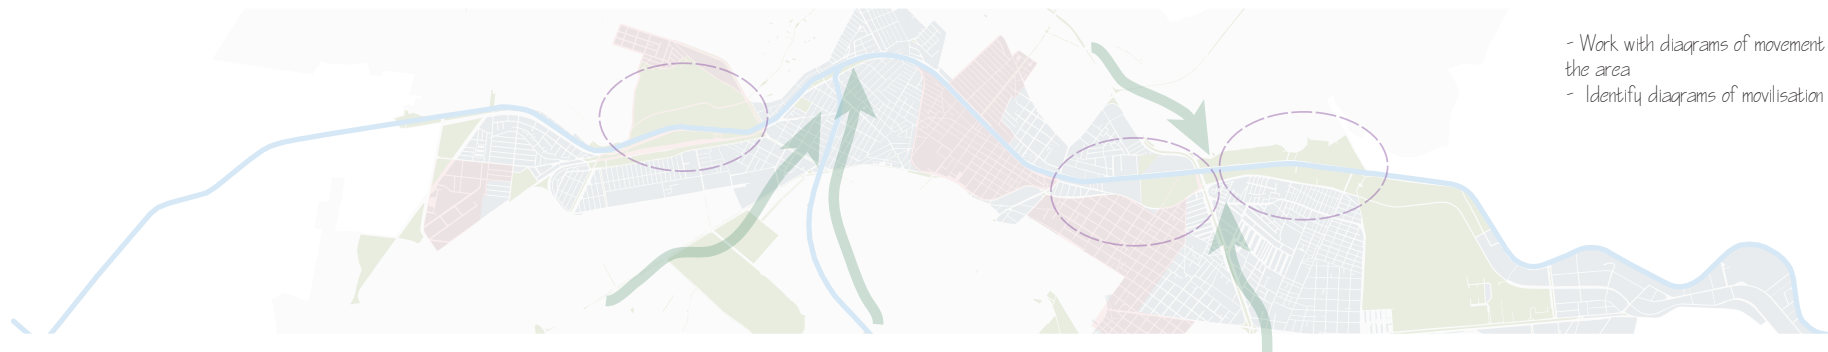 - Work with diagrams of movement
the area
- Identify diagrams of movilisation